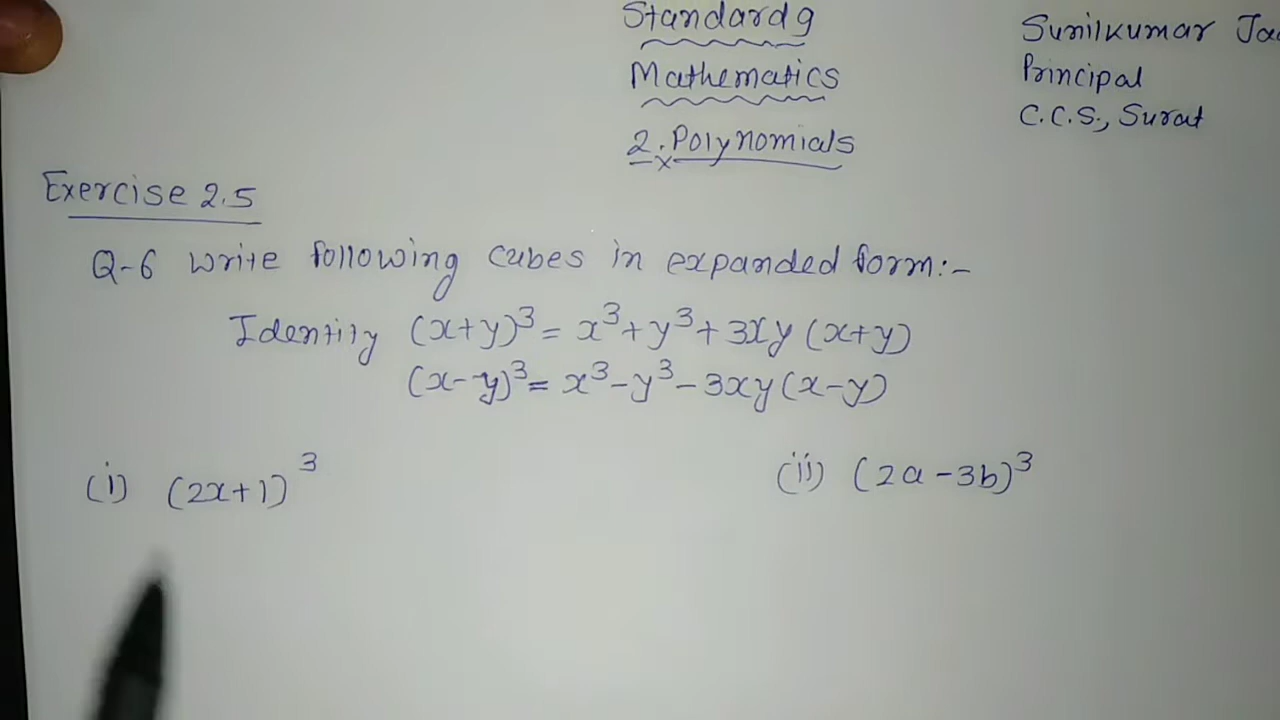 Standard 9
Mathematics
2. Polynomials
Sunilkumar
Principal
C.C.S., Surat
Exercise 2.5
Q-6 write following cubes in expanded form:-
Identity (x+y)³ = x³+y³+3xy(x+y)
(x-y)³ = x³-y³-3xy(x-y)
(i) (2x+1)³
(ii) (2a-3b)³